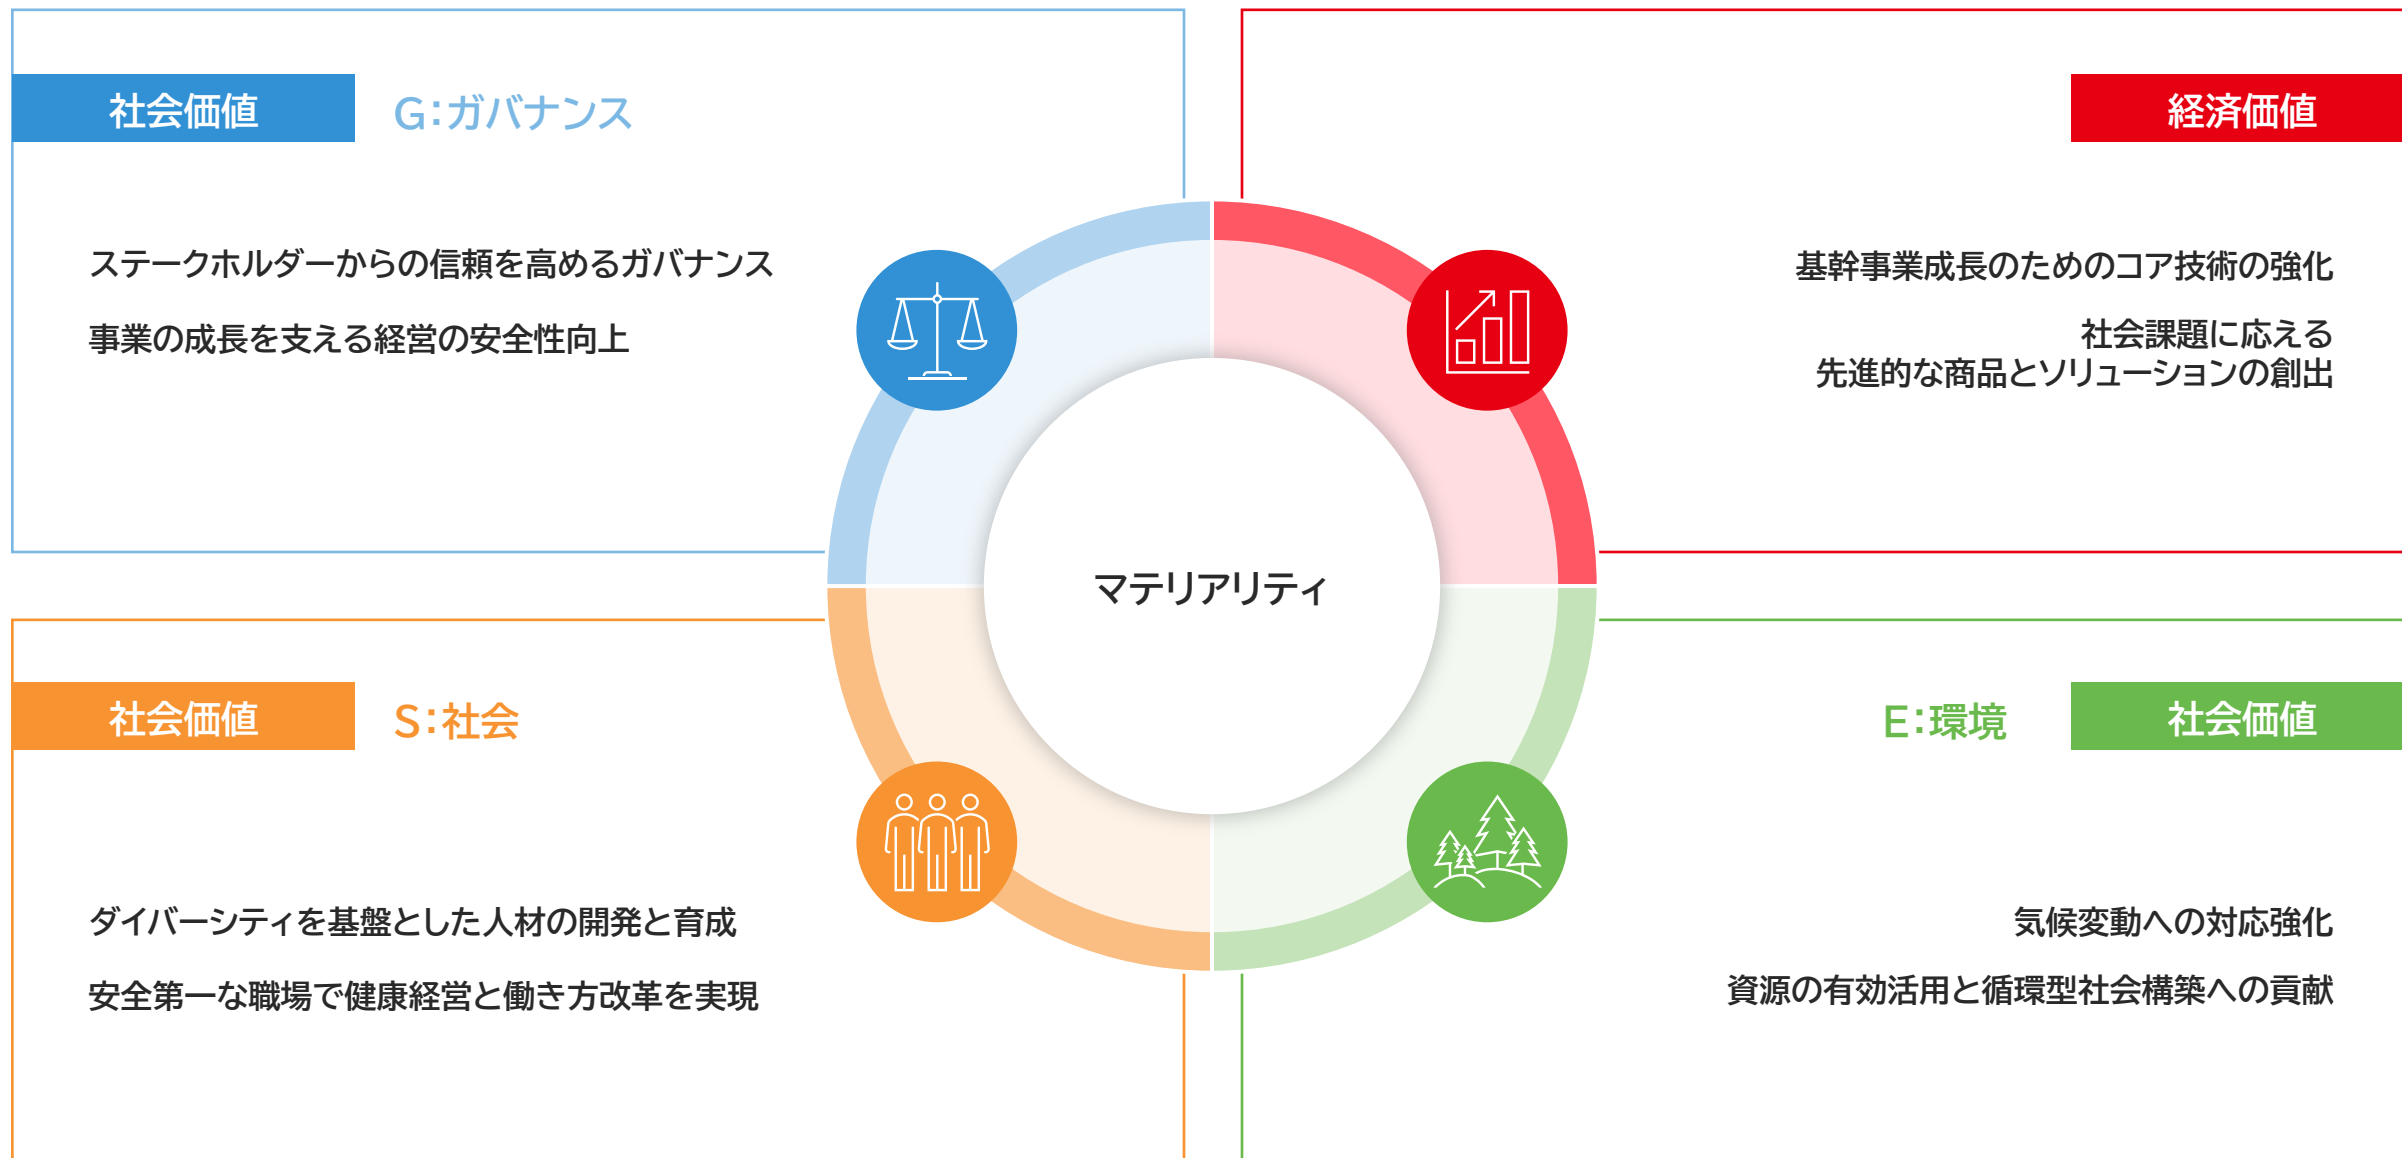 社会価値
G：ガバナンス
ステークホルダーからの信頼を高めるガバナンス
事業の成長を支える経営の安全性向上
経済価値
基幹事業成長のためのコア技術の強化
社会課題に応える
先進的な商品とソリューションの創出
マテリアリティ
社会価値
S：社会
ダイバーシティを基盤とした人材の開発と育成
安全第一な職場で健康経営と働き方改革を実現
E：環境
社会価値
気候変動への対応強化
資源の有効活用と循環型社会構築への貢献